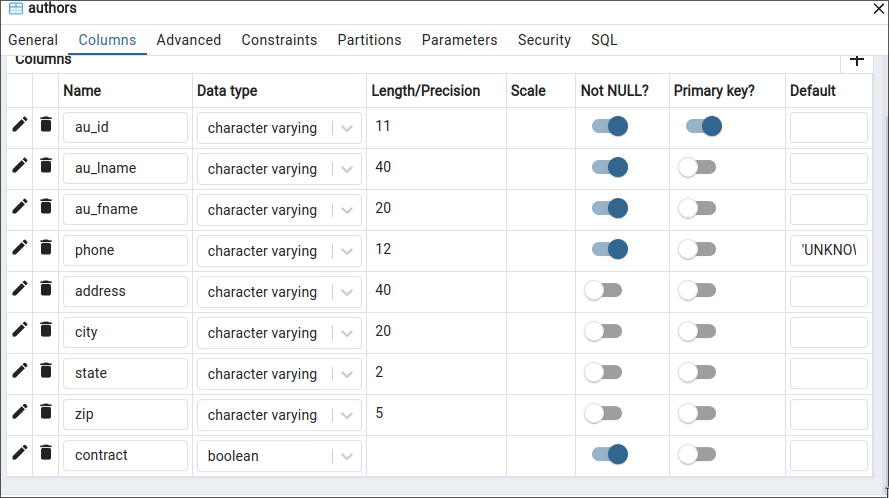 authors
General Columns Advanced Constraints Partitions Parameters Security SQL
Columns
Name Data type Length/Precision Scale Not NULL? Primary key? Default
au_id character varying 11
au_lname character varying 40
au_fname character varying 20
phone character varying 12 'UNKNO
address character varying 40
city character varying 20
state character varying 2
zip character varying 5
contract boolean